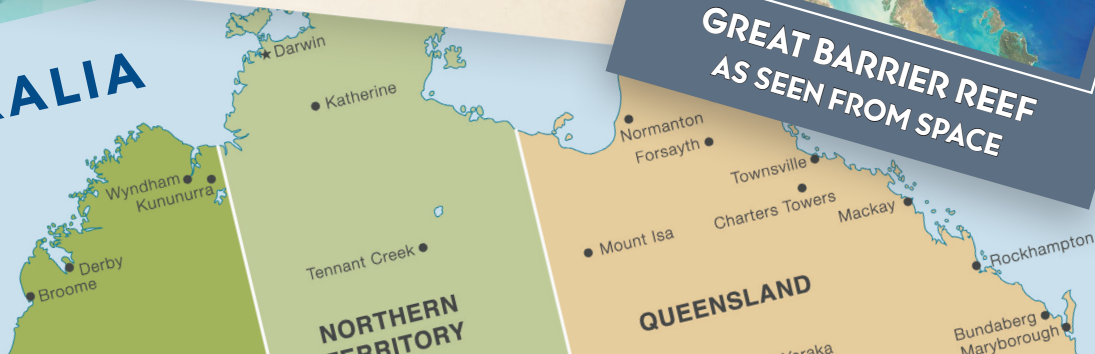 GREAT BARRIER REEF
AS SEEN FROM SPACE
ALIA
Darwin
Katherine
Normanton
Forsayth
Townsville
Wyndham
Kununurra
Charters Towers
Mackay
Mount Isa
Tennant Creek
Rockhampton
Derby
Broome
QUEENSLAND
NORTHERN
TERRITORY
Bundaberg
Maryborough